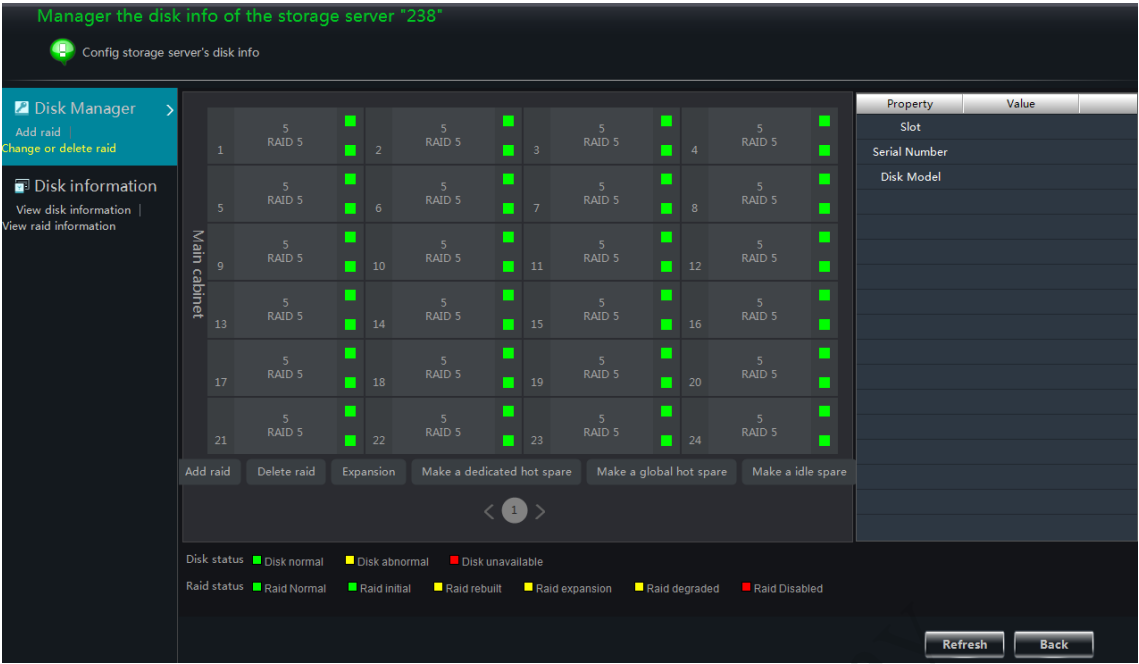 Manager the disk info of the storage server "238"
Config storage server's disk info
Disk Manager
Add raid |
Change or delete raid
Disk information
View disk information |
View raid information
Main cabinet
1 5 RAID 5 2 5 RAID 5 3 5 RAID 5 4 5 RAID 5
5 5 RAID 5 6 5 RAID 5 7 5 RAID 5 8 5 RAID 5
9 5 RAID 5 10 5 RAID 5 11 5 RAID 5 12 5 RAID 5
13 5 RAID 5 14 5 RAID 5 15 5 RAID 5 16 5 RAID 5
17 5 RAID 5 18 5 RAID 5 19 5 RAID 5 20 5 RAID 5
21 5 RAID 5 22 5 RAID 5 23 5 RAID 5 24 5 RAID 5
Add raid Delete raid Expansion Make a dedicated hot spare Make a global hot spare Make a idle spare
< 1 >
Property Value
Slot
Serial Number
Disk Model
Disk status Disk normal Disk abnormal Disk unavailable
Raid status Raid Normal Raid initial Raid rebuilt Raid expansion Raid degraded Raid Disabled
Refresh Back